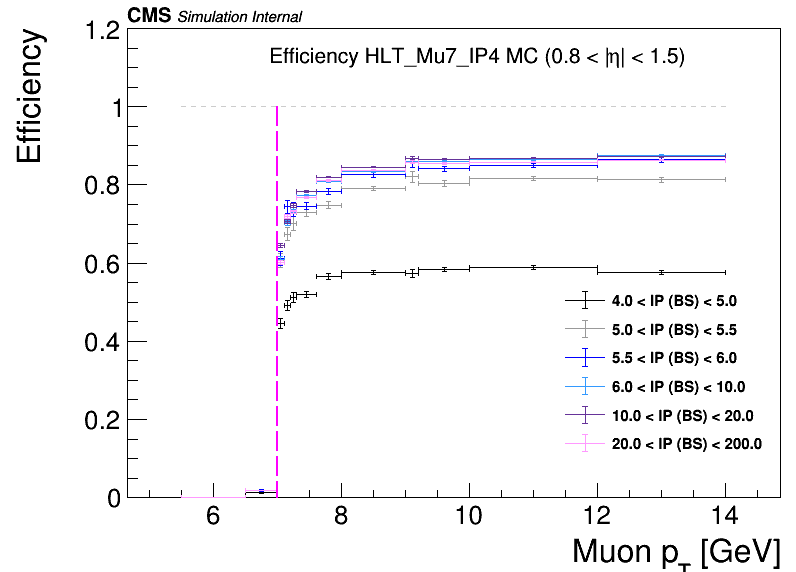 CMS Simulation Internal
Efficiency HLT_Mu7_IP4 MC (0.8 < |η| < 1.5)
Efficiency
1.2
1
0.8
0.6
0.4
0.2
0
4.0 < IP (BS) < 5.0
5.0 < IP (BS) < 5.5
5.5 < IP (BS) < 6.0
6.0 < IP (BS) < 10.0
10.0 < IP (BS) < 20.0
20.0 < IP (BS) < 200.0
6 8 10 12 14
Muon p_T [GeV]